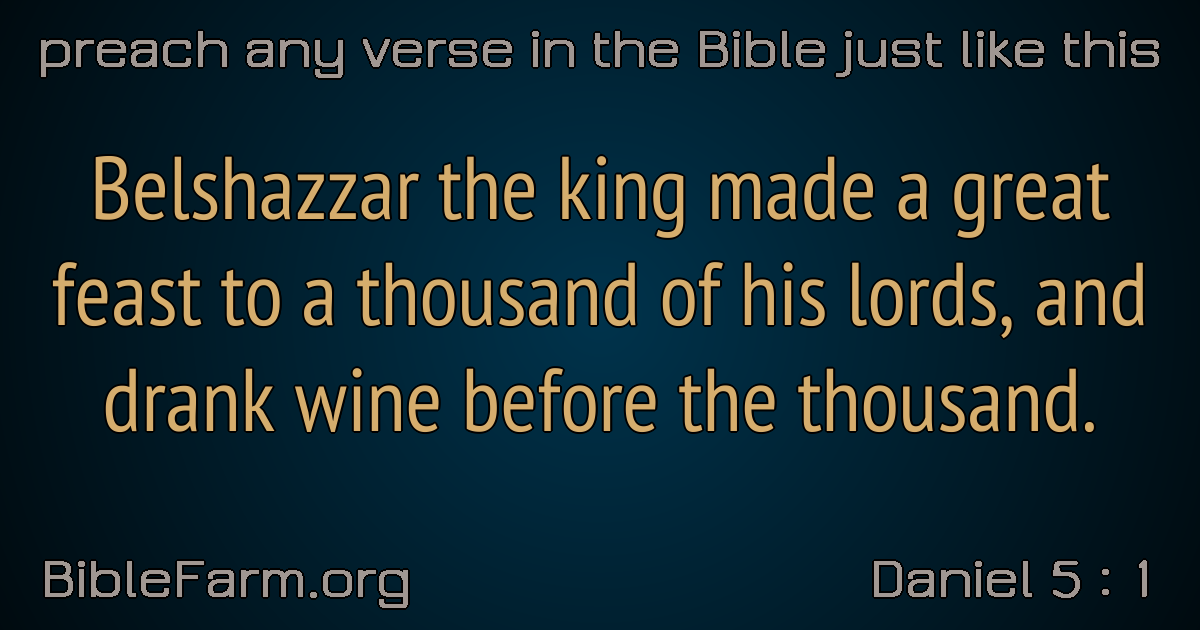 preach any verse in the Bible just like this
Belshazzar the king made a great
feast to a thousand of his lords, and
drank wine before the thousand.
BibleFarm.org
Daniel 5 : 1